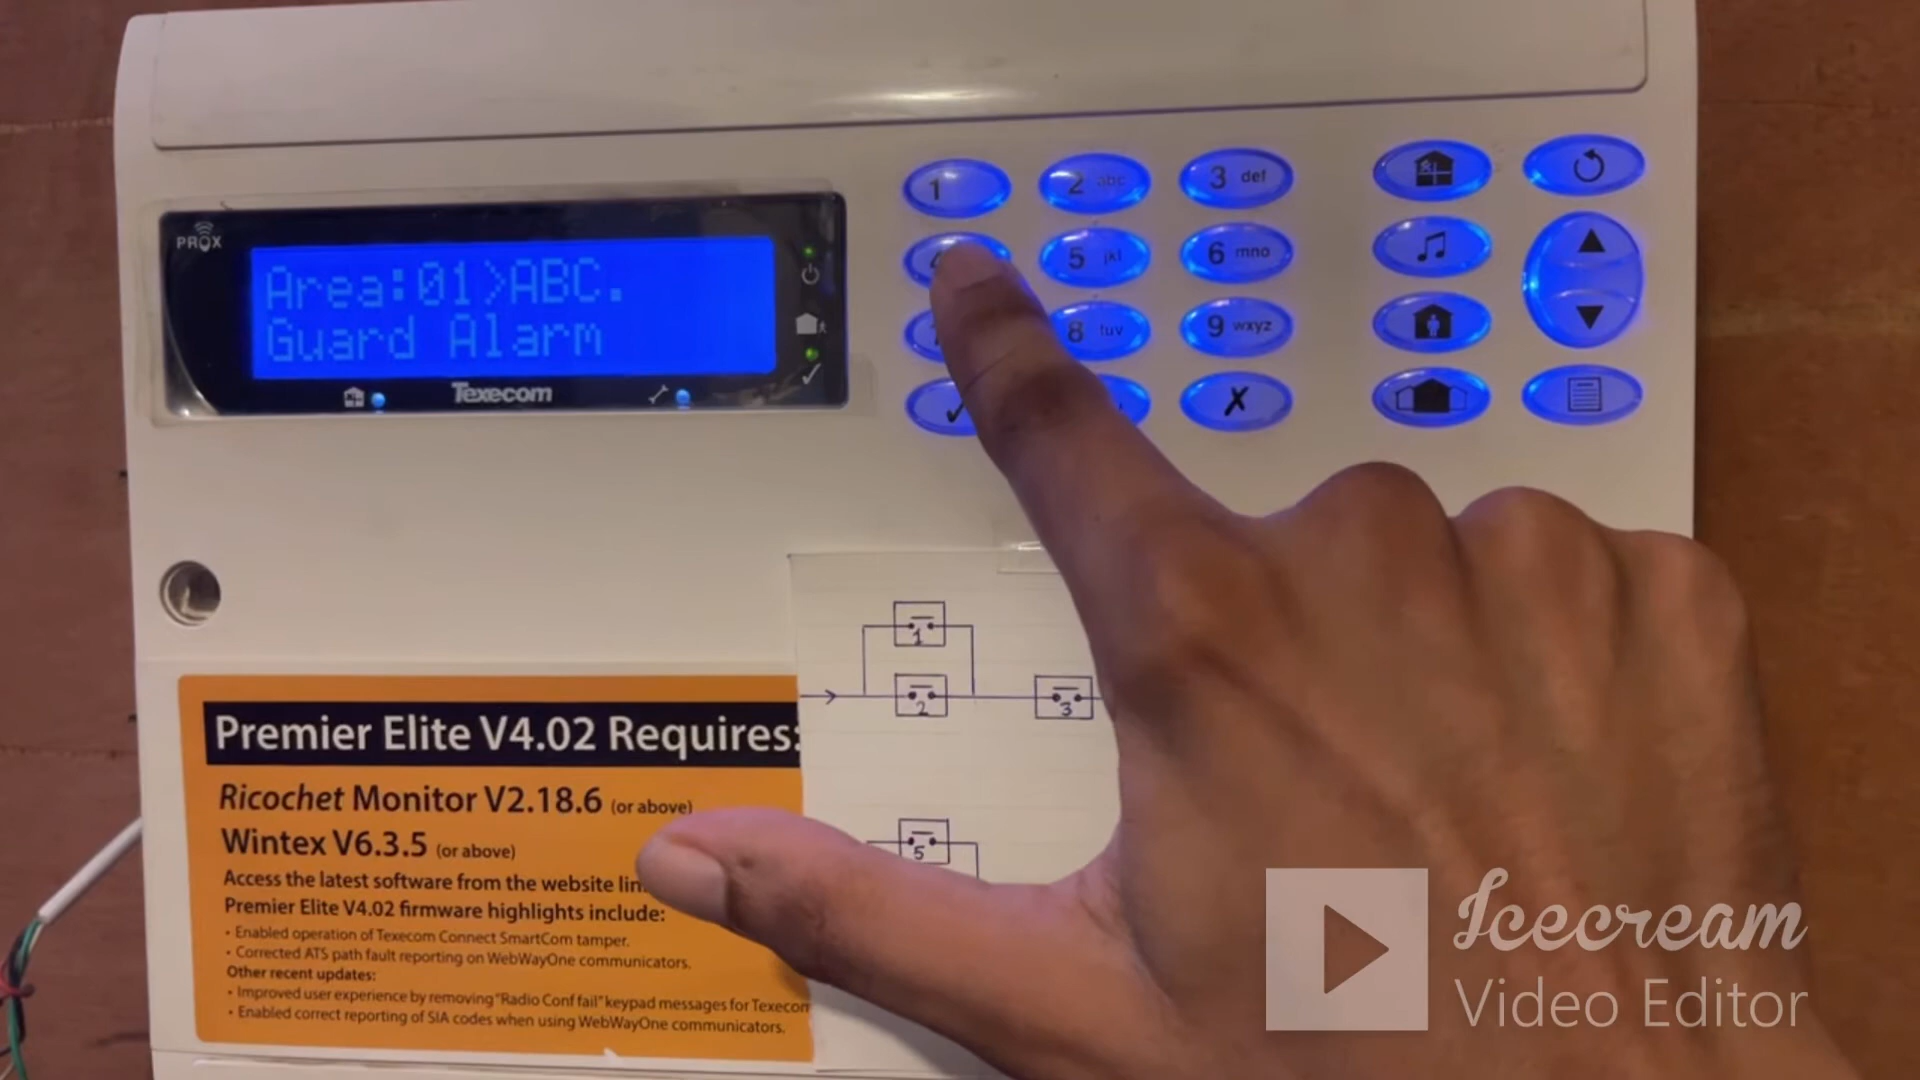 PROX
Area:01>ABC.
Guard Alarm
Texecom
1
2 abc
3 def
4
5 jkl
6 mno
8 tuv
9 wxyz
✓
✗
1
2
3
5
Premier Elite V4.02 Requires:
Ricochet Monitor V2.18.6 (or above)
Wintex V6.3.5 (or above)
Access the latest software from the website
Premier Elite V4.02 firmware highlights include:
• Enabled operation of Texecom Connect SmartCom tamper.
• Corrected ATS path fault reporting on WebWayOne communicators.
Other recent updates:
• Improved user experience by removing "Radio Conf fail" keypad messages for Texecom
• Enabled correct reporting of SIA codes when using WebWayOne communicators.
Icecream
Video Editor